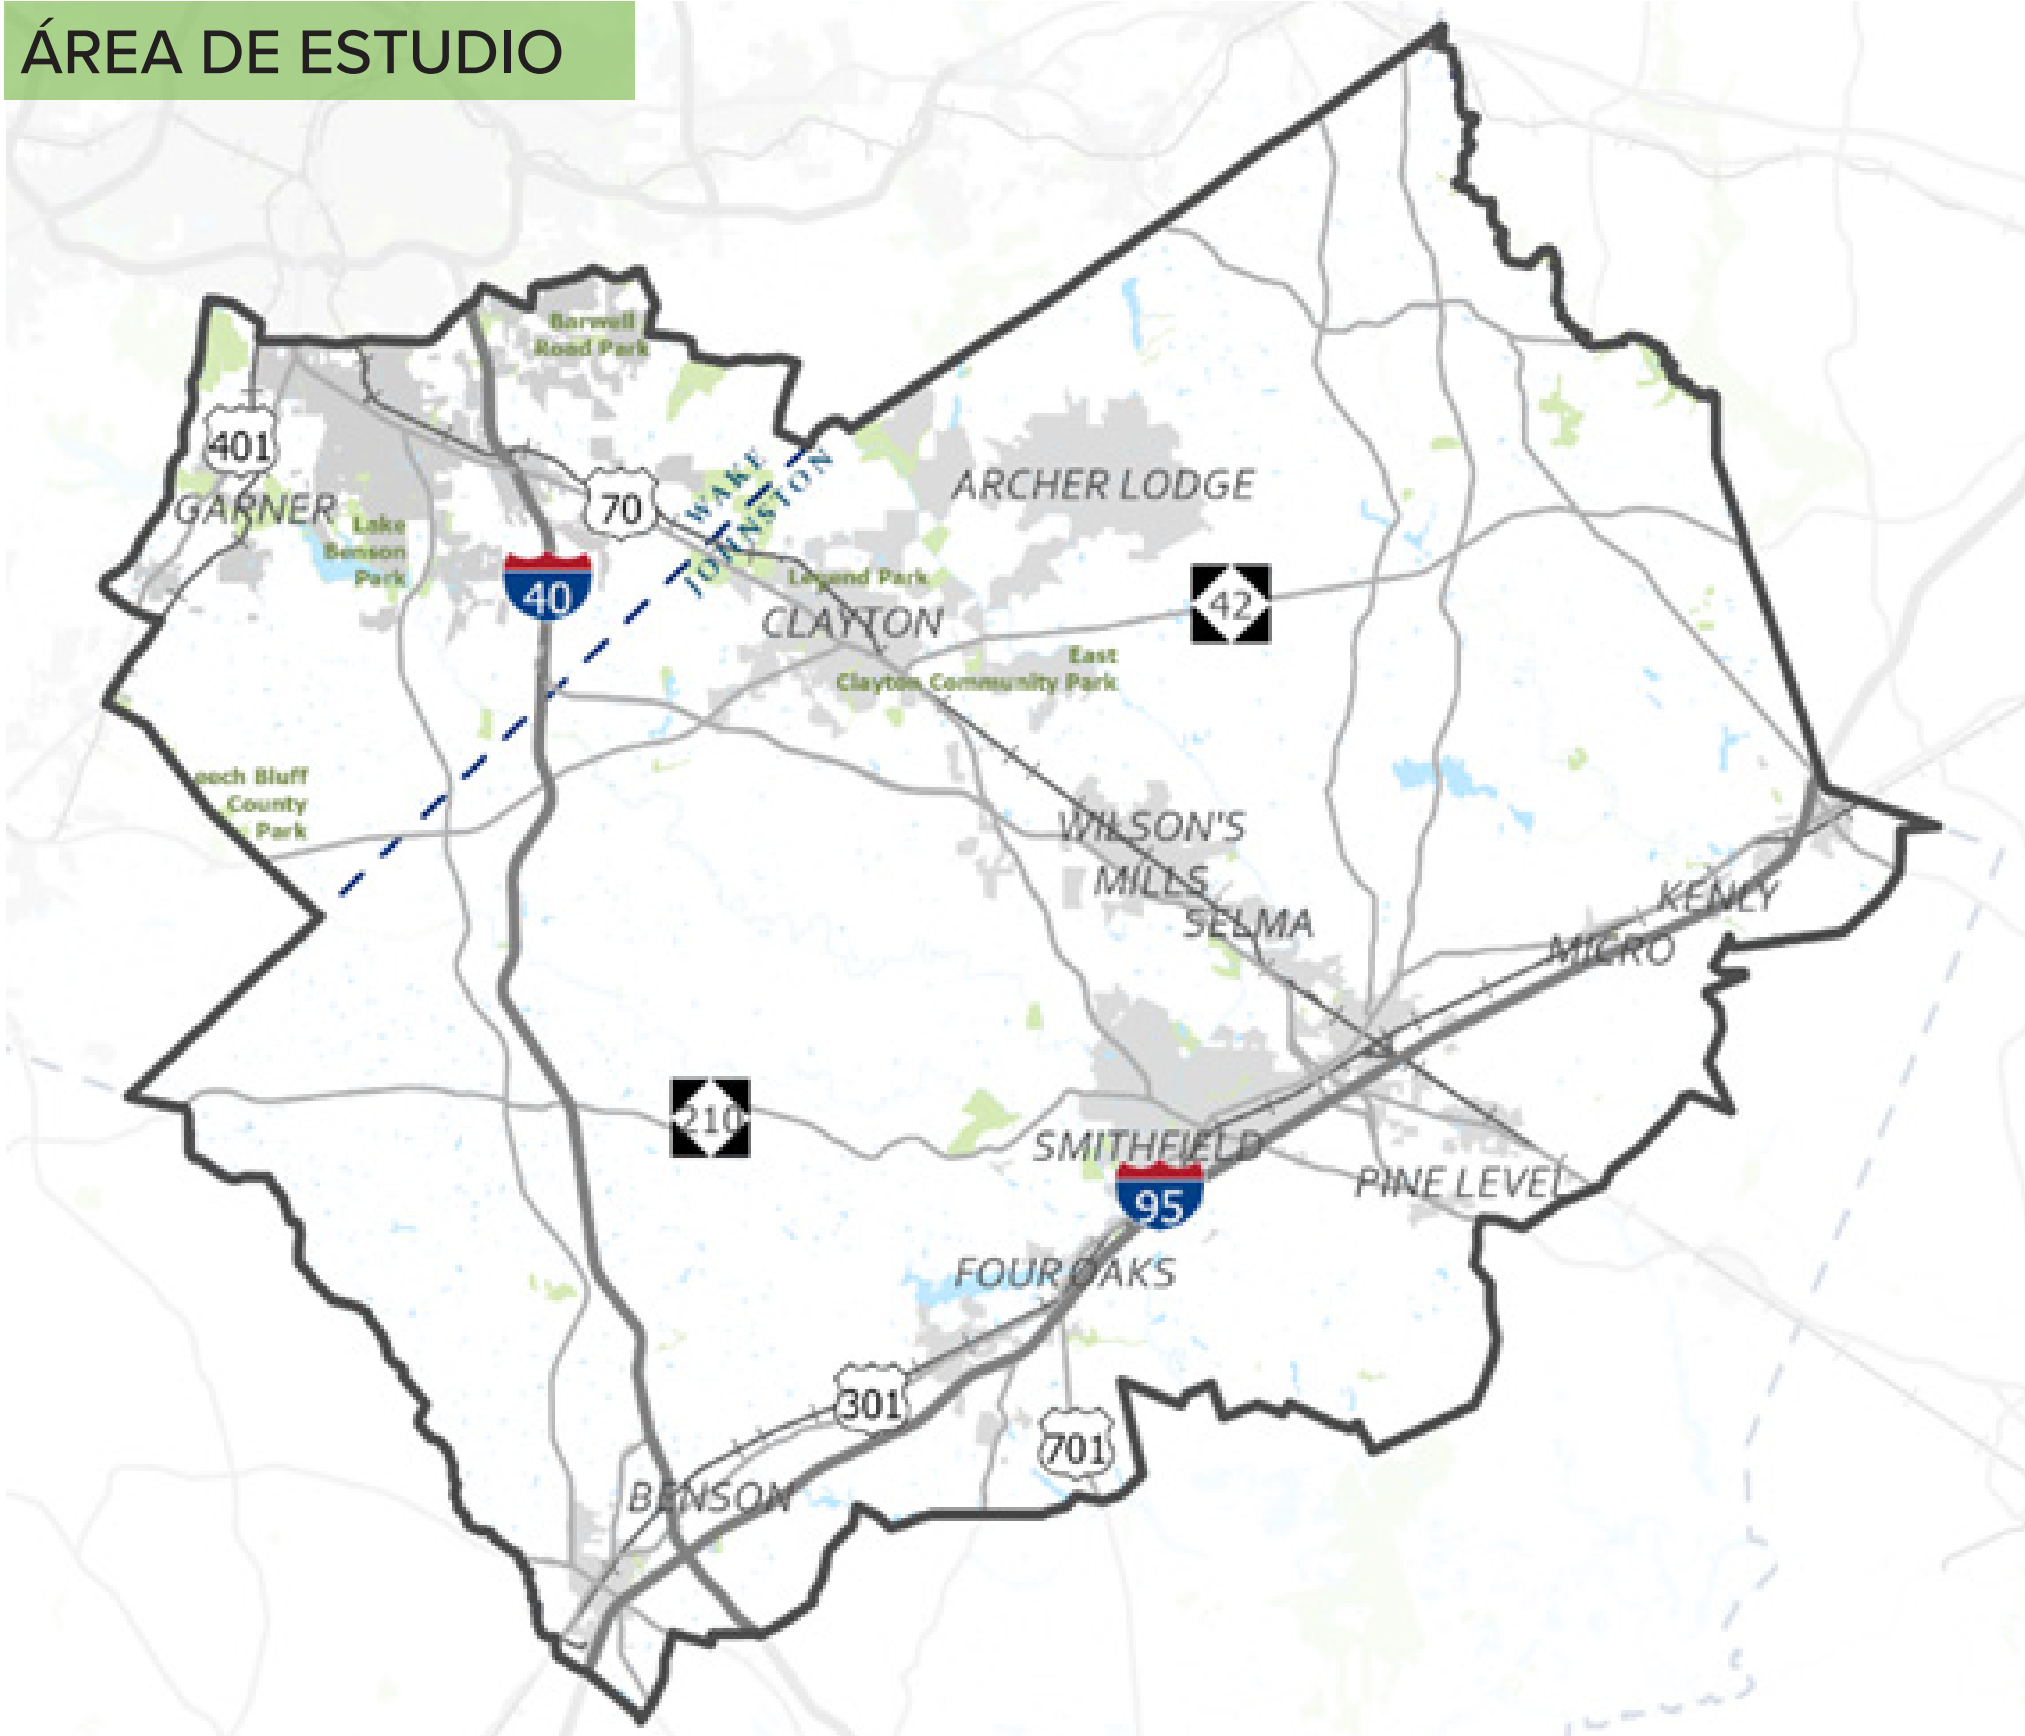 ÁREA DE ESTUDIO
Barwell
Road Park
401
GARNER
70
WAKE
JOHNSTON
ARCHER LODGE
Lake
Benson
Park
40
Legend Park
42
CLAYTON
East
Clayton Community Park
eech Bluff
County
Park
WILSON'S
MILLS
KENLY
SELMA
MICRO
210
SMITHFIELD
PINE LEVEL
95
FOUR OAKS
301
701
BENSON